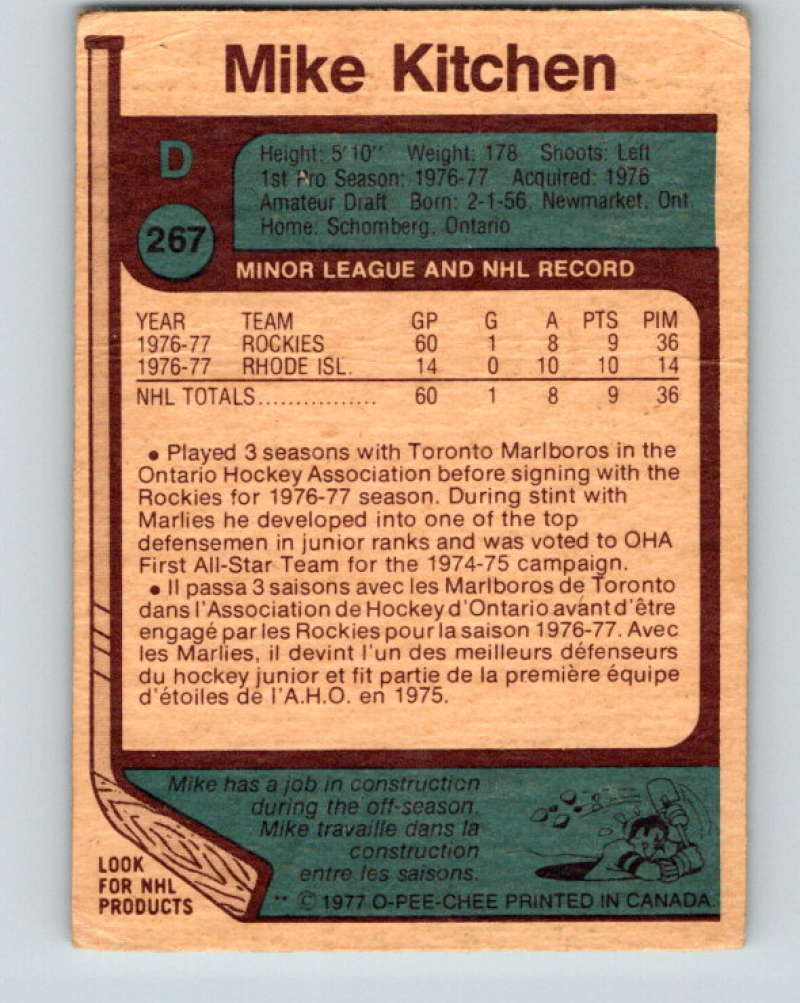 Mike Kitchen
D
267
Height: 5'10" Weight: 178 Shoots: Left
1st Pro Season: 1976-77 Acquired: 1976
Amateur Draft Born: 2-1-56, Newmarket, Ont.
Home: Schomberg, Ontario
MINOR LEAGUE AND NHL RECORD
YEAR TEAM GP G A PTS PIM
1976-77 ROCKIES 60 1 8 9 36
1976-77 RHODE ISL. 14 0 10 10 14
NHL TOTALS................ 60 1 8 9 36
• Played 3 seasons with Toronto Marlboros in the
Ontario Hockey Association before signing with the
Rockies for 1976-77 season. During stint with
Marlies he developed into one of the top
defensemen in junior ranks and was voted to OHA
First All-Star Team for the 1974-75 campaign.
• Il passa 3 saisons avec les Marlboros de Toronto
dans l'Association de Hockey d'Ontario avant d'être
engagé par les Rockies pour la saison 1976-77. Avec
les Marlies, il devint l'un des meilleurs défenseurs
du hockey junior et fit partie de la première équipe
d'étoiles de l'A.H.O. en 1975.
Mike has a job in construction
during the off-season.
Mike travaille dans la
construction
entre les saisons.
LOOK
FOR NHL
PRODUCTS
** © 1977 O-PEE-CHEE PRINTED IN CANADA